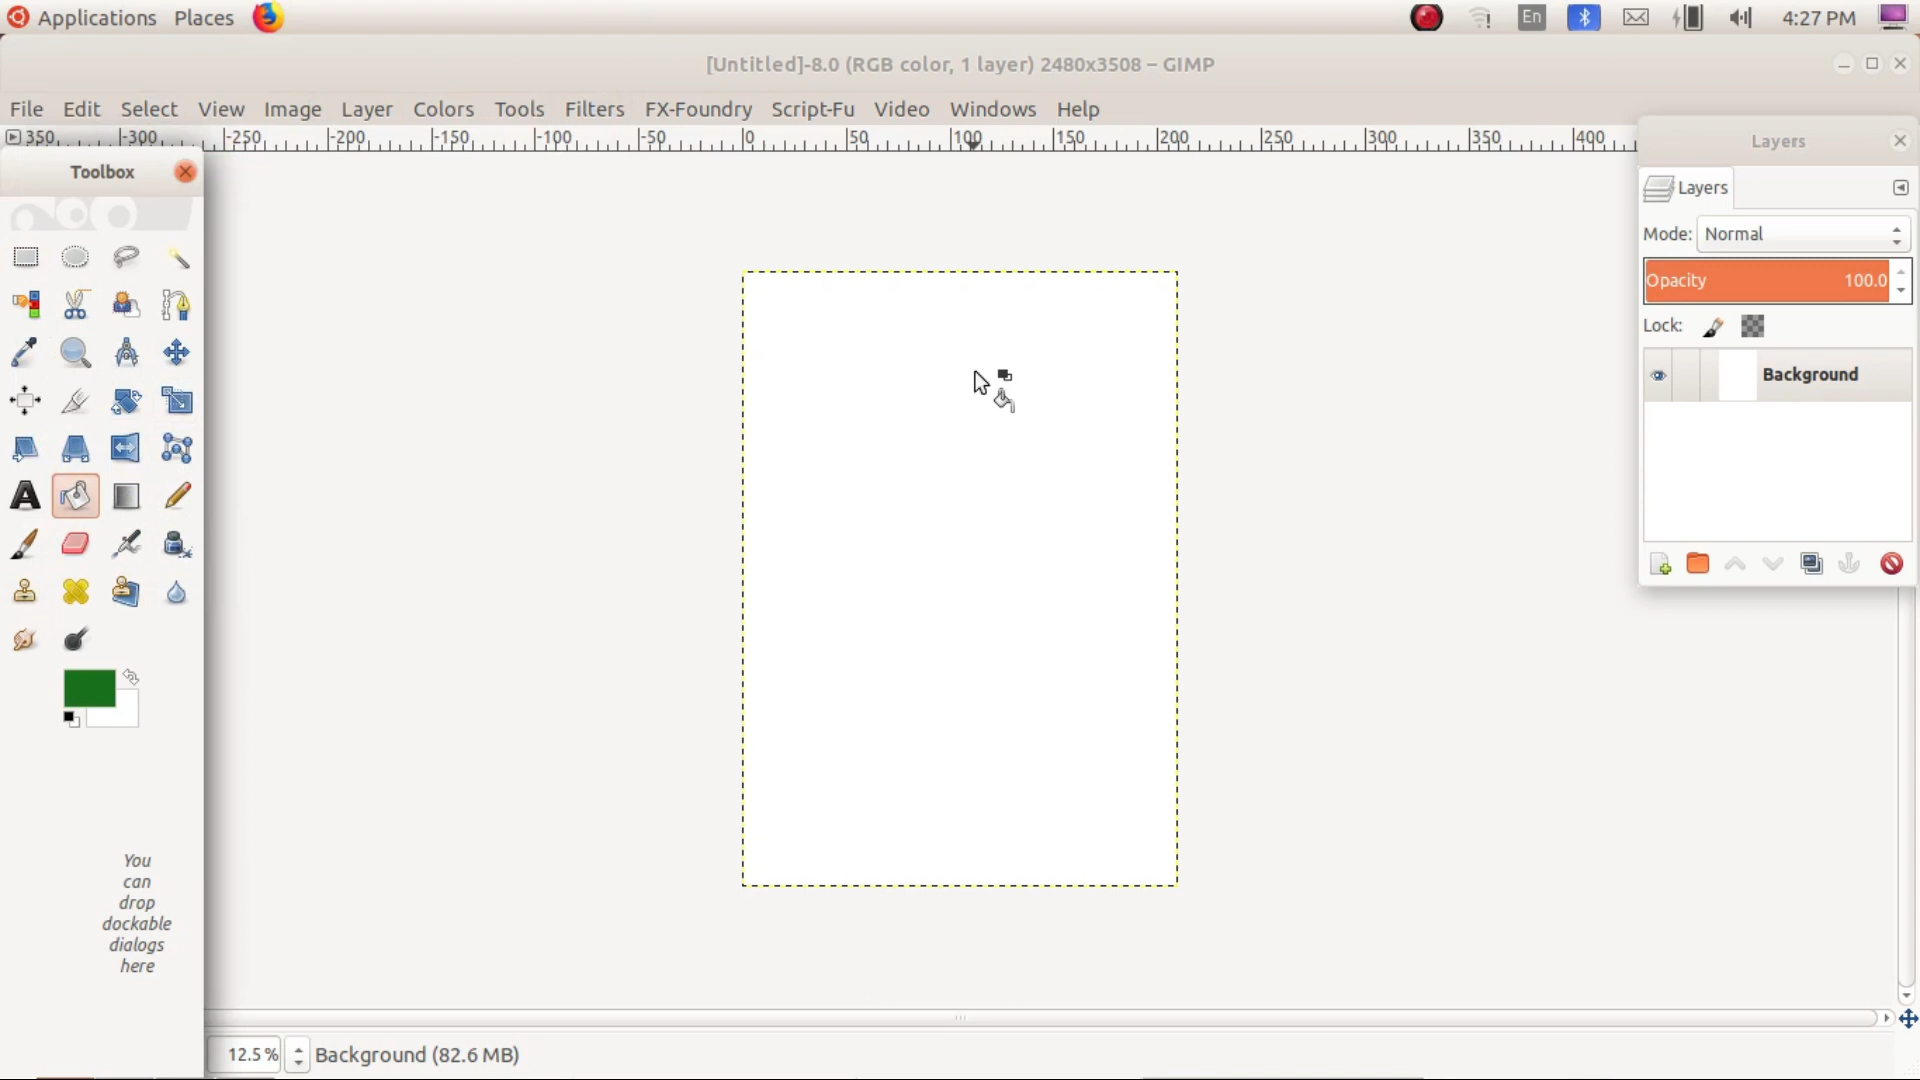 Applications Places En 4:27 PM
[Untitled]-8.0 (RGB color, 1 layer) 2480x3508 – GIMP
File Edit Select View Image Layer Colors Tools Filters FX-Foundry Script-Fu Video Windows Help
350 -300 -250 -200 -150 -100 -50 0 50 100 150 200 250 300 350 400
Layers
Toolbox
Layers
Mode: Normal
Opacity 100.0
Lock:
Background
You
can
drop
dockable
dialogs
here
12.5 % Background (82.6 MB)